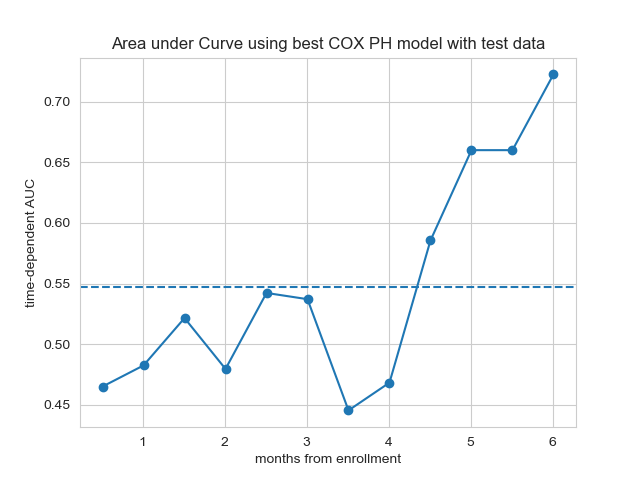 Area under Curve using best COX PH model with test data
time-dependent AUC
0.70
0.65
0.60
0.55
0.50
0.45
1 2 3 4 5 6
months from enrollment